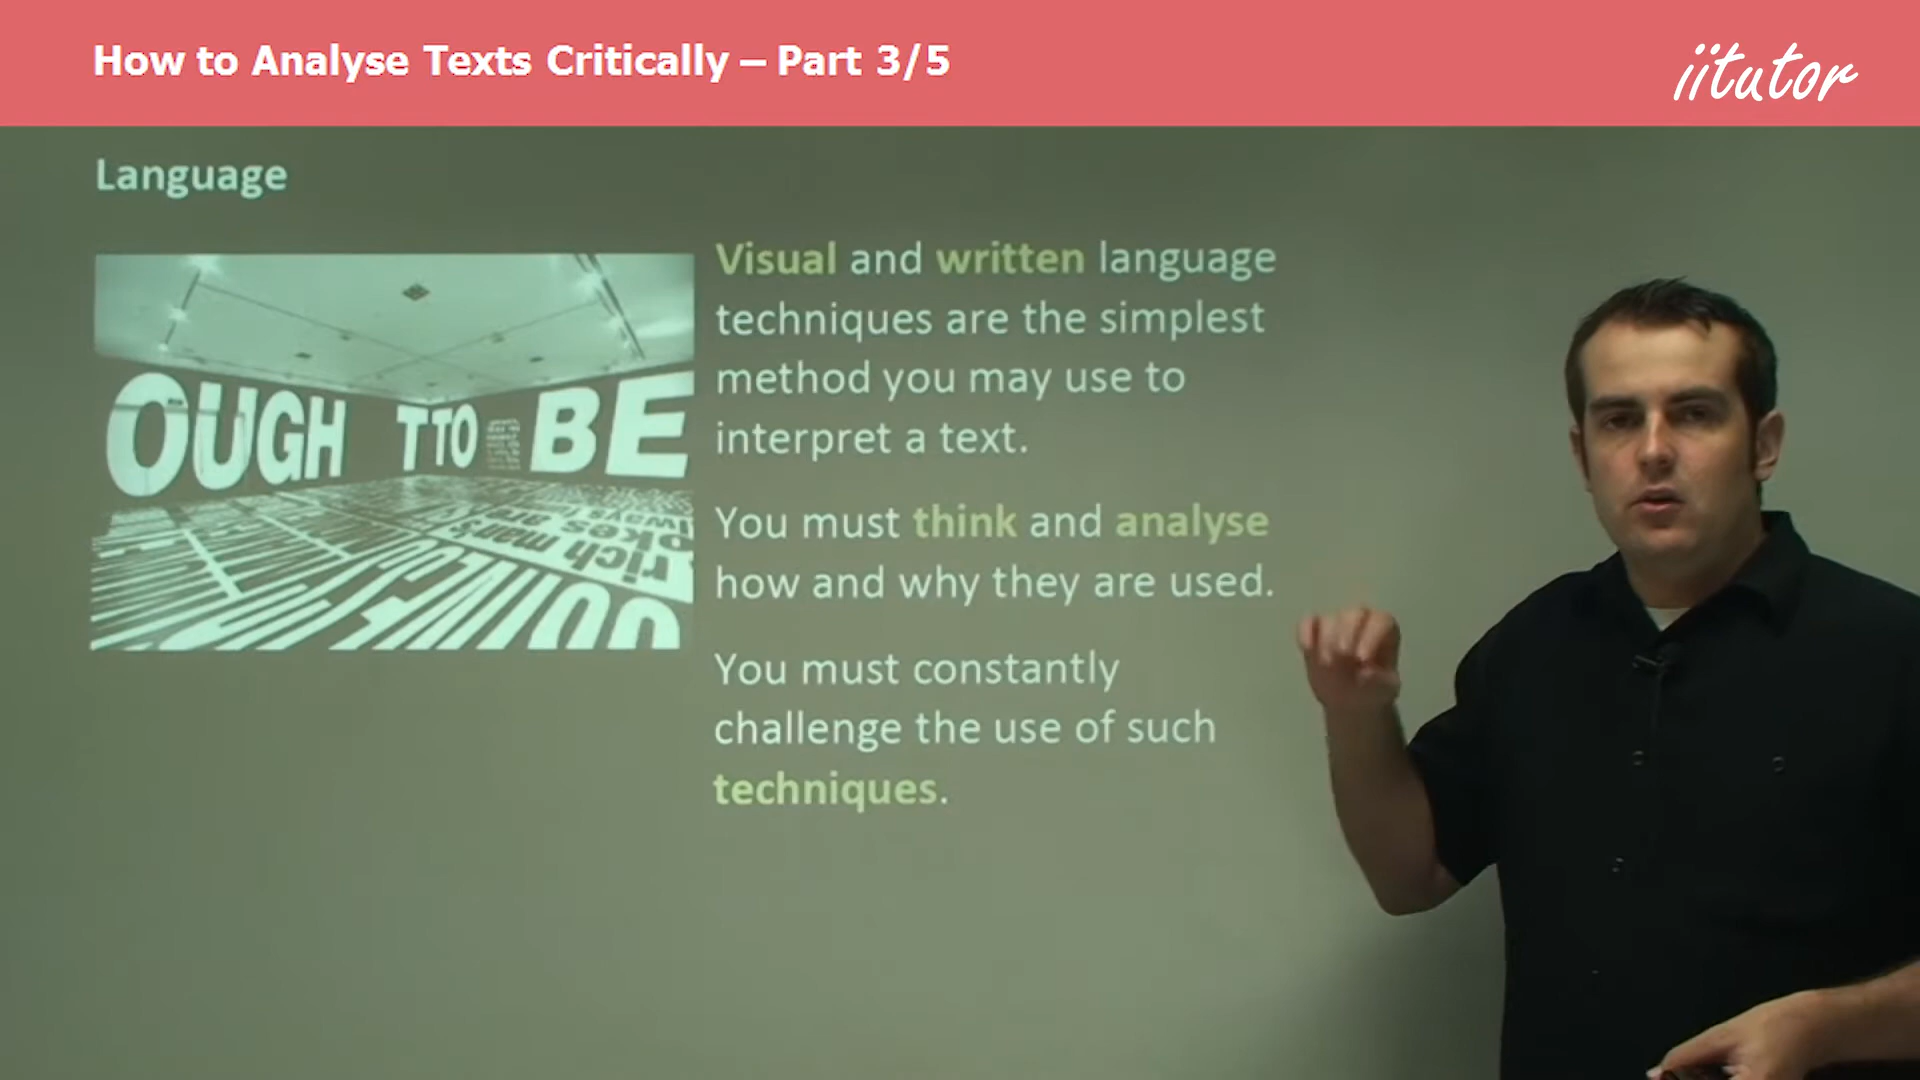 How to Analyse Texts Critically – Part 3/5
iitutor
Language
OUGH TTO BE
rich man's
Visual and written language
techniques are the simplest
method you may use to
interpret a text.
You must think and analyse
how and why they are used.
You must constantly
challenge the use of such
techniques.